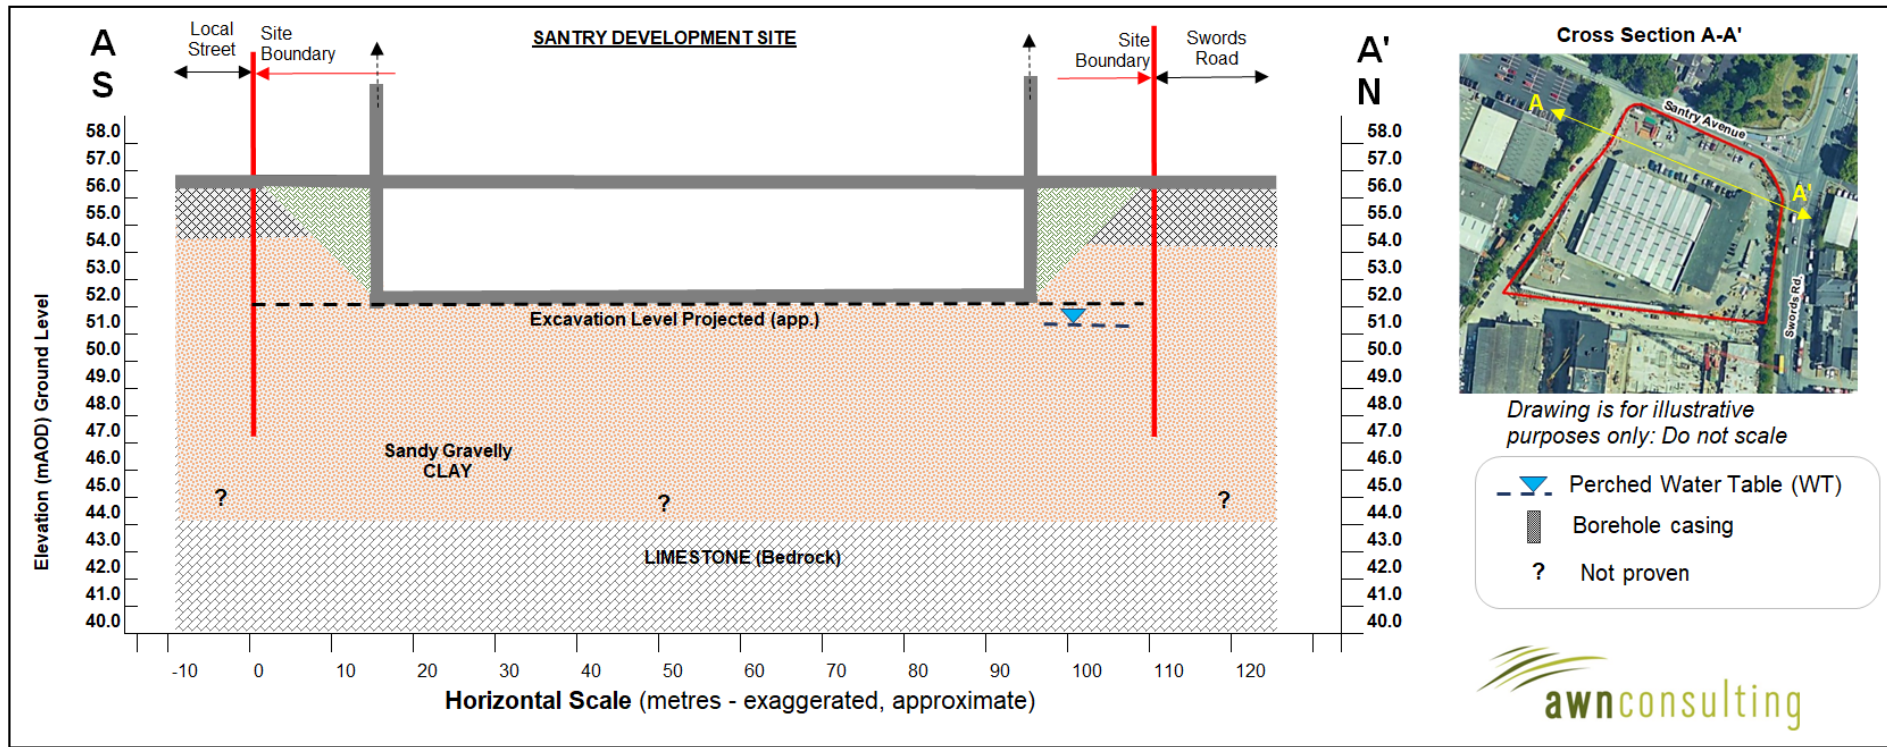 A
S
Local
Street
Site
Boundary
SANTRY DEVELOPMENT SITE
Site
Boundary
Swords
Road
A'
N
58.0
57.0
56.0
55.0
54.0
53.0
52.0
51.0
50.0
49.0
48.0
47.0
46.0
45.0
44.0
43.0
42.0
41.0
40.0
Elevation (mAOD) Ground Level
Excavation Level Projected (app.)
Sandy Gravelly
CLAY
? ? ?
LIMESTONE (Bedrock)
58.0
57.0
56.0
55.0
54.0
53.0
52.0
51.0
50.0
49.0
48.0
47.0
46.0
45.0
44.0
43.0
42.0
41.0
40.0
-10 0 10 20 30 40 50 60 70 80 90 100 110 120
Horizontal Scale (metres - exaggerated, approximate)
Cross Section A-A'
A
Santry Avenue
A'
Swords Rd.
Drawing is for illustrative
purposes only: Do not scale
Perched Water Table (WT)
Borehole casing
? Not proven
awnconsulting